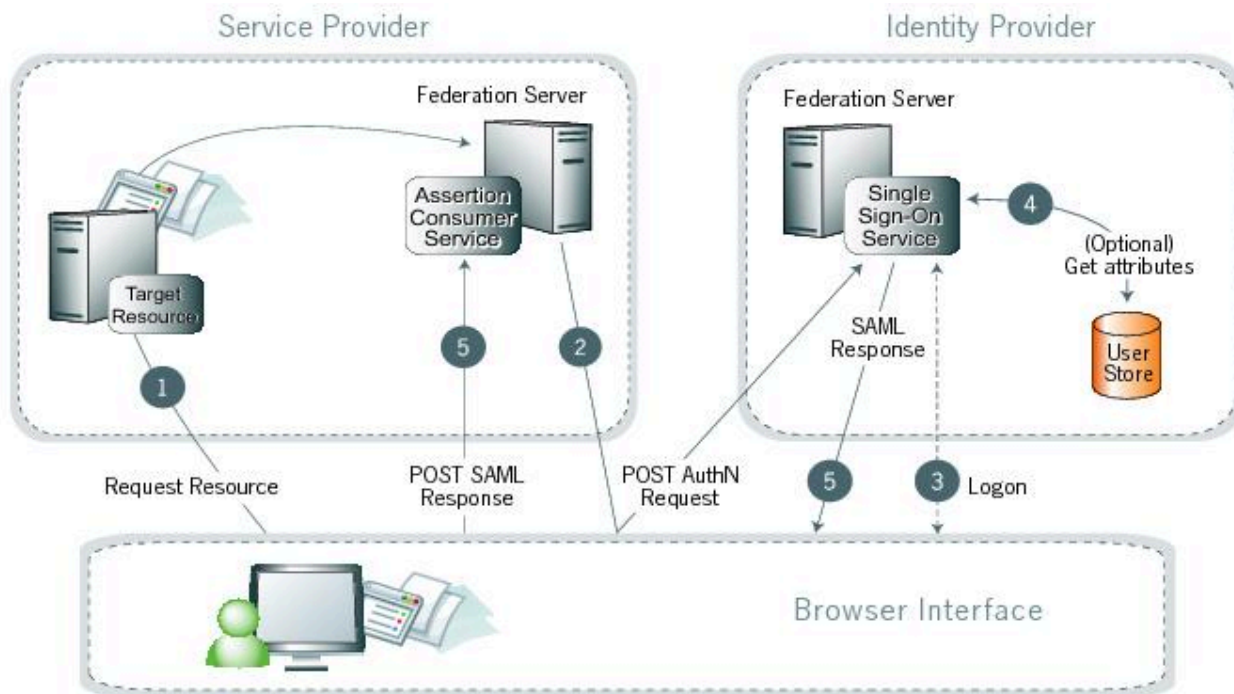 Service Provider
Identity Provider
Federation Server
Federation Server
Assertion
Consumer
Service
Single
Sign-On
Service
4
(Optional)
Get attributes
Target
Resource
User
Store
1
5
2
SAML
Response
Request Resource
POST SAML
Response
POST AuthN
Request
5
3
Logon
Browser Interface